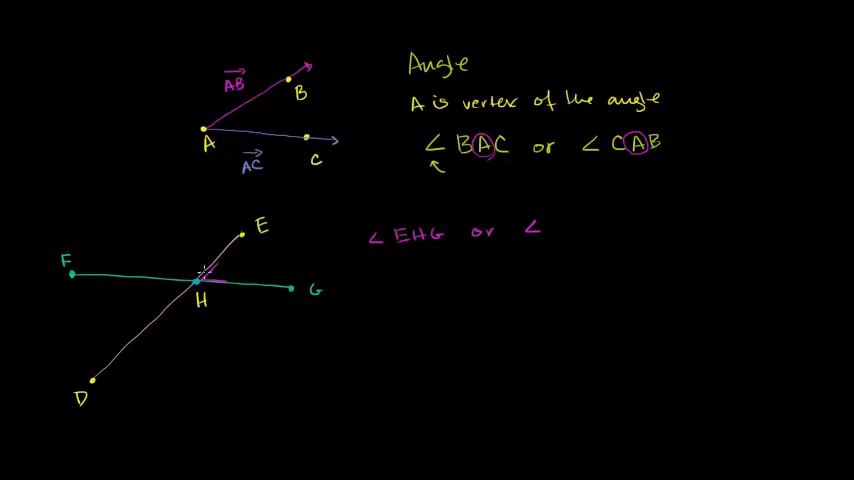 Angle
AB
B
A is vertex of the angle
A
∠ BAC or ∠ CAB
AC
C
E
∠ EHG or ∠
F
H
G
D